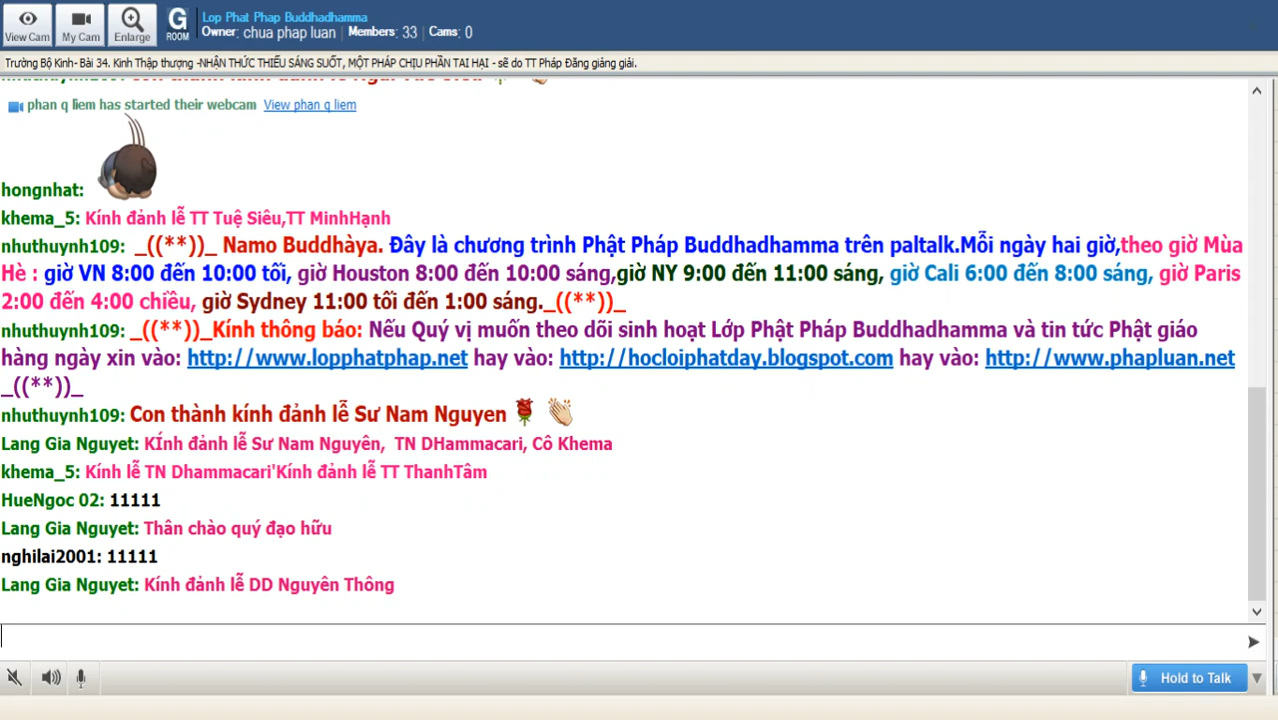 Lop Phat Phap Buddhadhamma
Owner: chua phap luan | Members: 33 | Cams: 0
View Cam
My Cam
Enlarge
G
ROOM
Trường Bộ Kinh- Bài 34. Kinh Thập thượng -NHẬN THỨC THIẾU SÁNG SUỐT, MỘT PHÁP CHỊU PHẦN TAI HẠI - sẽ do TT Pháp Đăng giảng giải.
phan q liem has started their webcam View phan q liem
hongnhat:
khema_5: Kính đảnh lễ TT Tuệ Siêu,TT MinhHạnh
nhuthuynh109: _((**))_ Namo Buddhàya. Đây là chương trình Phật Pháp Buddhadhamma trên paltalk.Mỗi ngày hai giờ,theo giờ Mùa
Hè : giờ VN 8:00 đến 10:00 tối, giờ Houston 8:00 đến 10:00 sáng,giờ NY 9:00 đến 11:00 sáng, giờ Cali 6:00 đến 8:00 sáng, giờ Paris
2:00 đến 4:00 chiều, giờ Sydney 11:00 tối đến 1:00 sáng._((**))_
nhuthuynh109: _((**))_Kính thông báo: Nếu Quý vị muốn theo dõi sinh hoạt Lớp Phật Pháp Buddhadhamma và tin tức Phật giáo
hàng ngày xin vào: http://www.lopphatphap.net hay vào: http://hocloiphatday.blogspot.com hay vào: http://www.phapluan.net
_((**))_
nhuthuynh109: Con thành kính đảnh lễ Sư Nam Nguyen
Lang Gia Nguyet: KÍnh đảnh lễ Sư Nam Nguyên, TN DHammacari, Cô Khema
khema_5: Kính lễ TN Dhammacari'Kính đảnh lễ TT ThanhTâm
HueNgoc 02: 11111
Lang Gia Nguyet: Thân chào quý đạo hữu
nghilai2001: 11111
Lang Gia Nguyet: Kính đảnh lễ DD Nguyên Thông
Hold to Talk